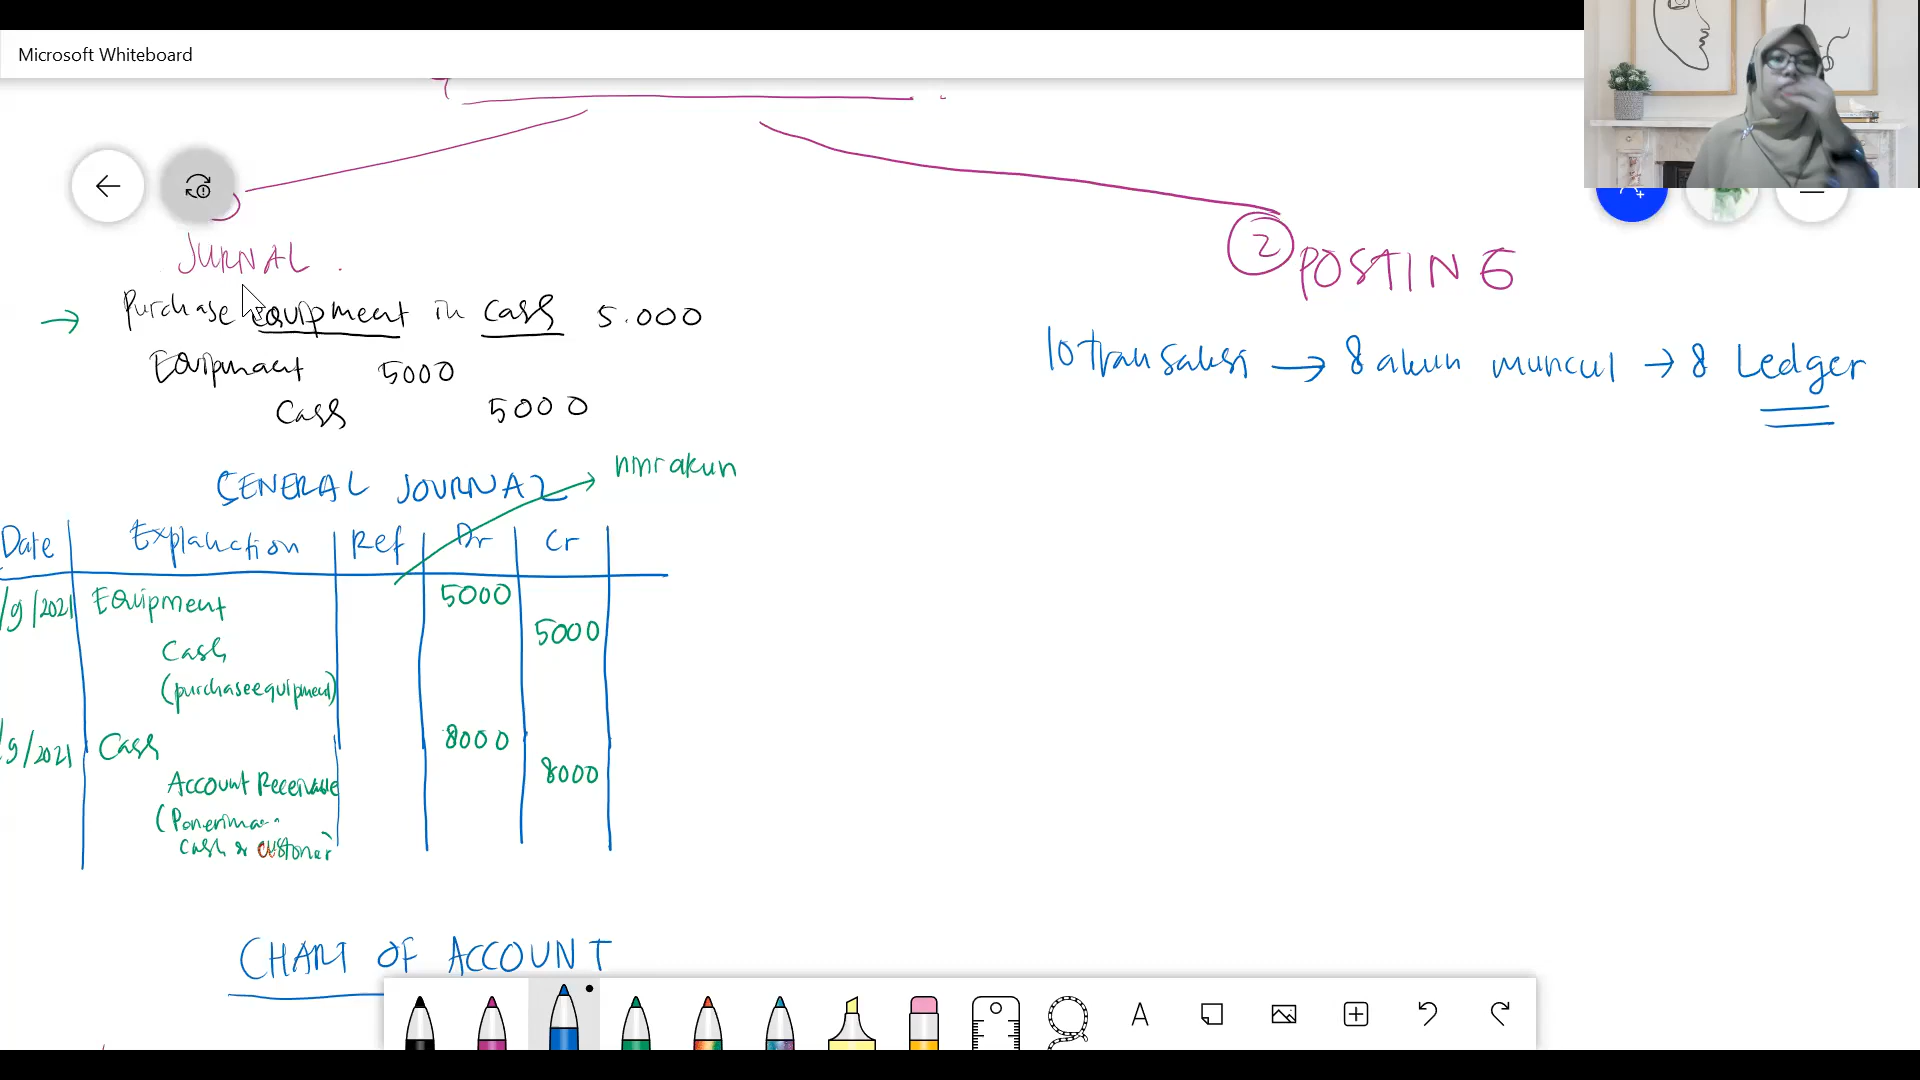 Microsoft Whiteboard
JURNAL.
→ Purchase equipment in cash 5.000
Equipment 5000
Cash 5000
GENERAL JOURNAL
nmr akun
Date Explanation Ref Dr Cr
/9/2021 Equipment 5000
Cash 5000
(purchase equipment)
/9/2021 Cash 8000
Account Receivable 8000
(Penerimaan
cash customer)
CHART OF ACCOUNT
2 POSTING
10 transaksi → 8 akun muncul → 8 Ledger